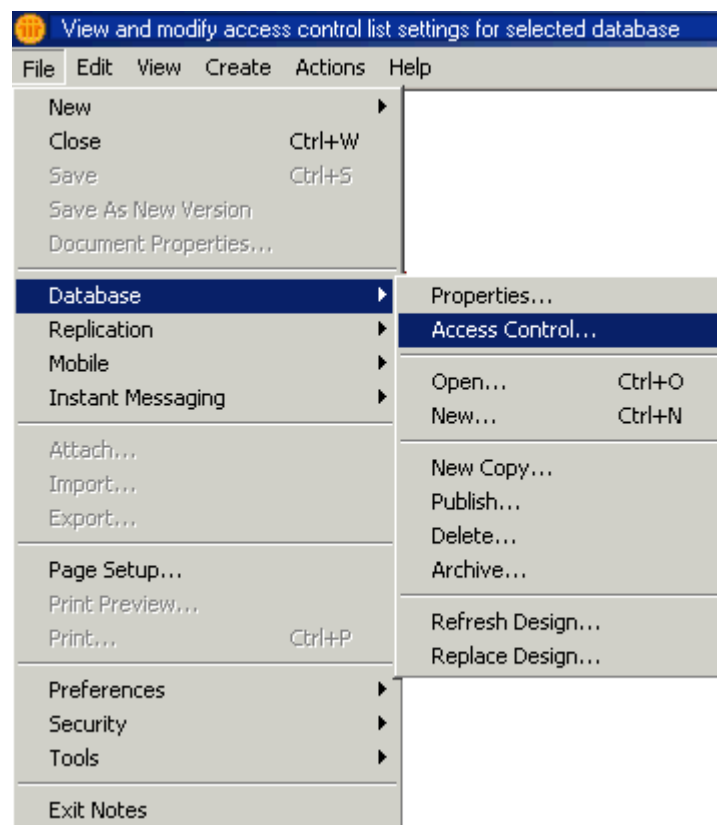 View and modify access control list settings for selected database
File Edit View Create Actions Help
New
Close Ctrl+W
Save Ctrl+S
Save As New Version
Document Properties...
Database
Replication
Mobile
Instant Messaging
Attach...
Import...
Export...
Page Setup...
Print Preview...
Print... Ctrl+P
Preferences
Security
Tools
Exit Notes
Properties...
Access Control...
Open... Ctrl+O
New... Ctrl+N
New Copy...
Publish...
Delete...
Archive...
Refresh Design...
Replace Design...